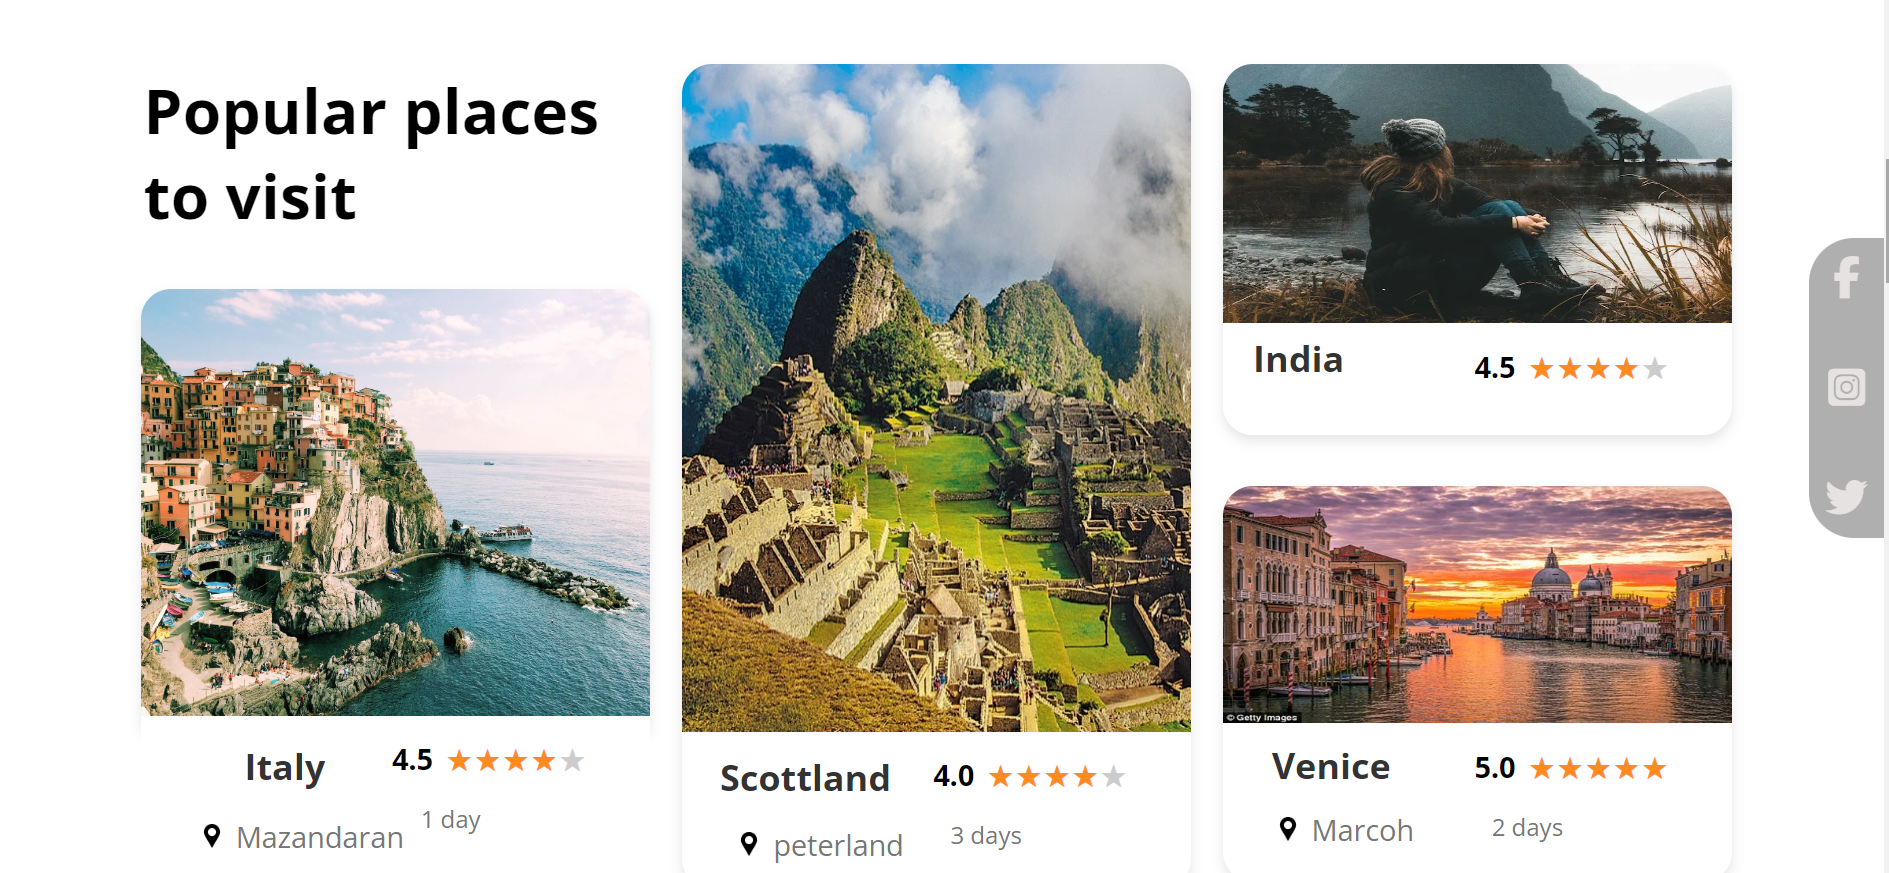 Popular places
to visit
Italy
4.5
Mazandaran
1 day
Scottland
4.0
peterland
3 days
India
4.5
© Getty Images
Venice
5.0
Marcoh
2 days